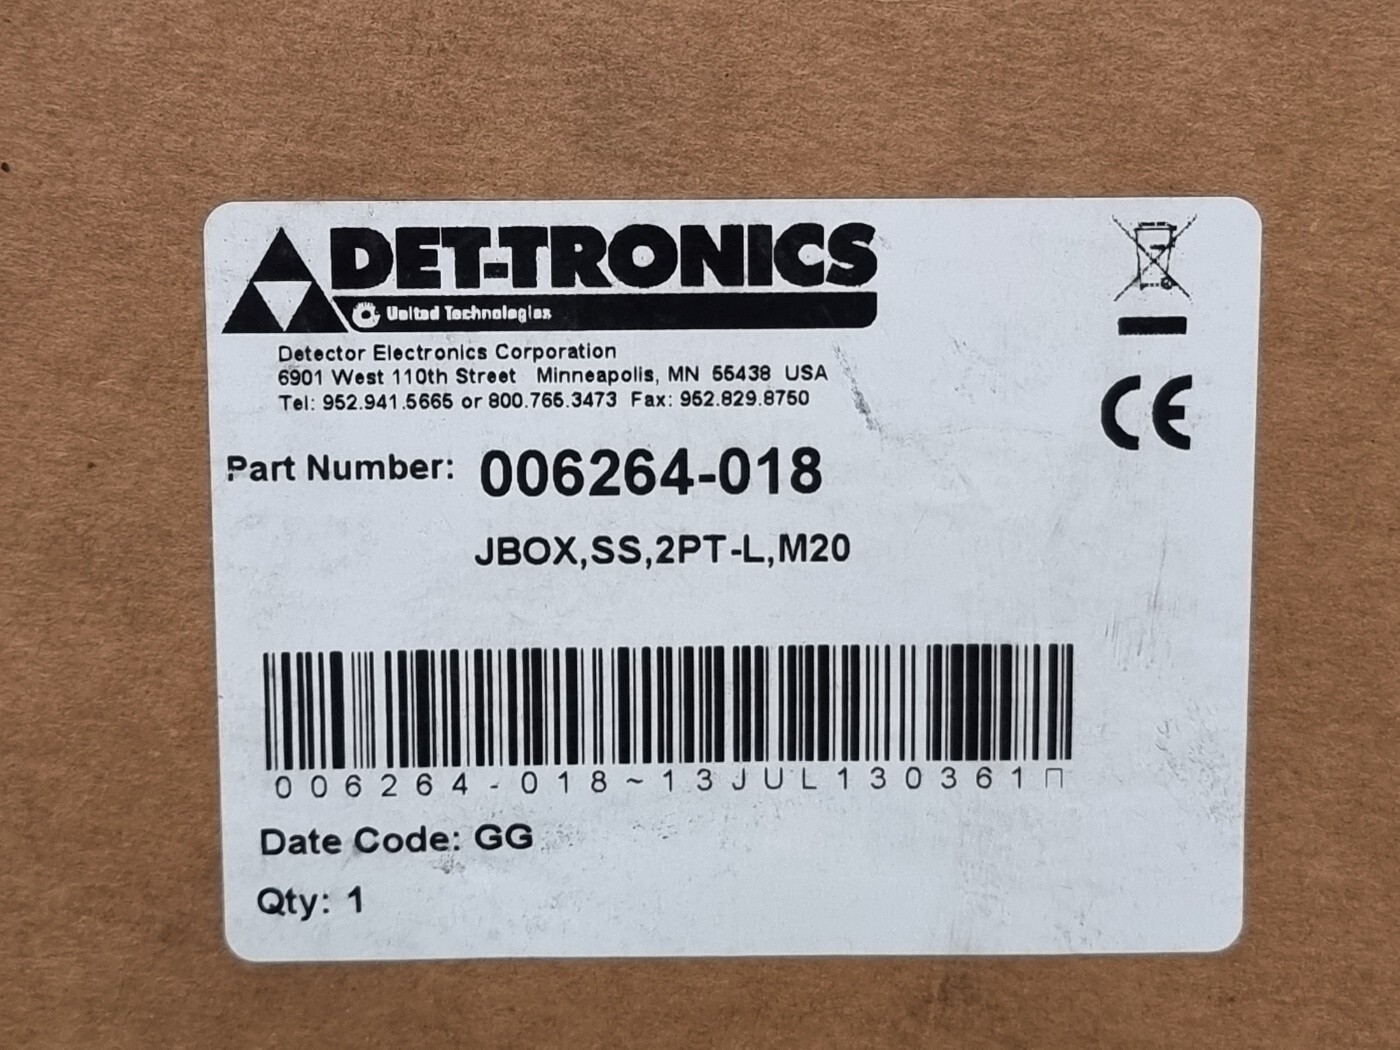 DET-TRONICS
United Technologies
Detector Electronics Corporation
6901 West 110th Street Minneapolis, MN 55438 USA
Tel: 952.941.5665 or 800.765.3473 Fax: 952.829.8750
Part Number: 006264-018
JBOX,SS,2PT-L,M20
CE
006264-018~13JUL130361
Date Code: GG
Qty: 1